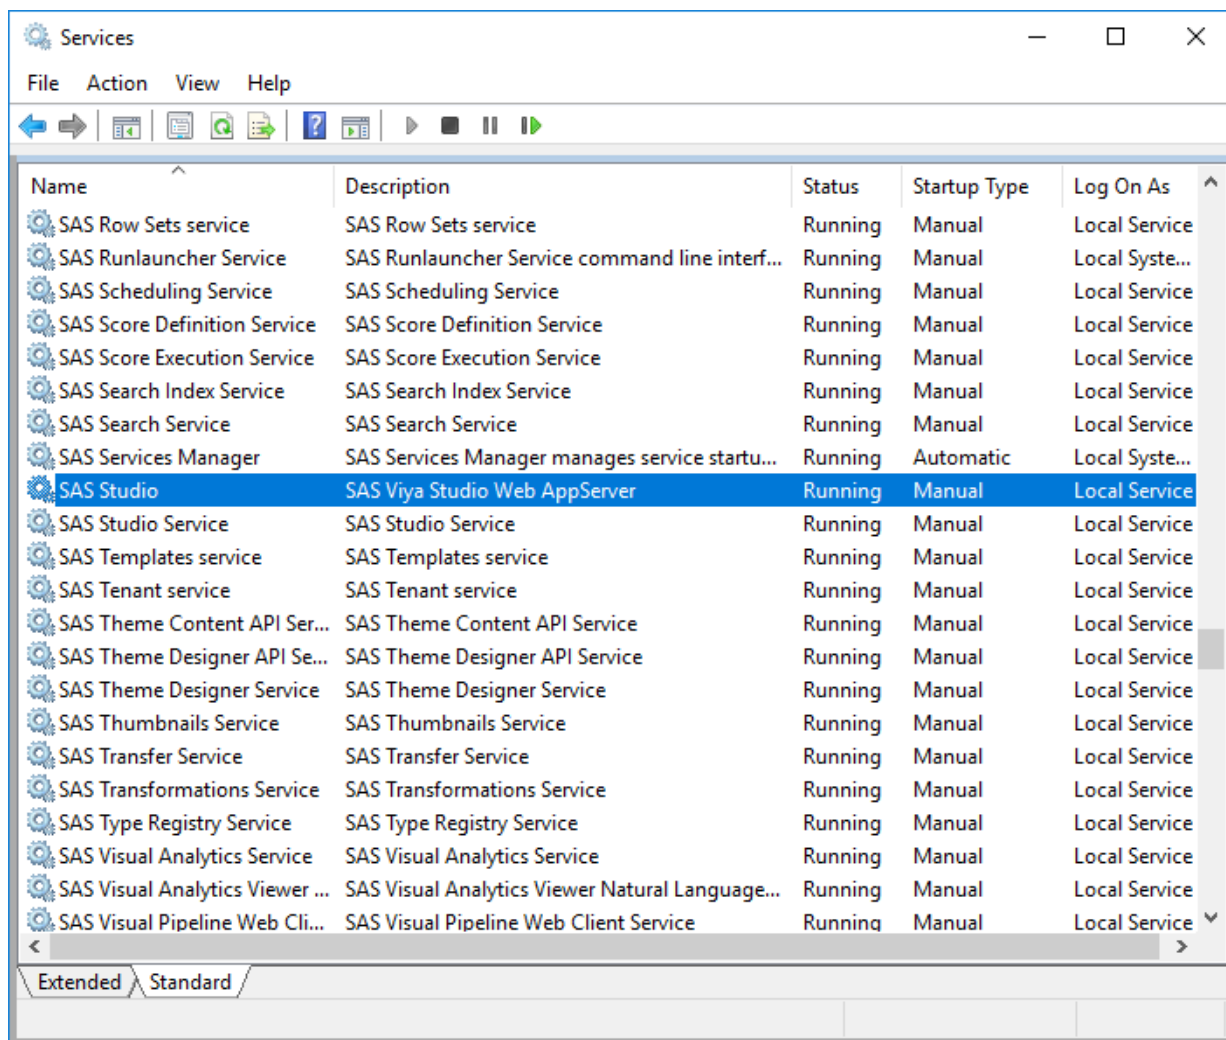 Services
File Action View Help
Name Description Status Startup Type Log On As
SAS Row Sets service SAS Row Sets service Running Manual Local Service
SAS Runlauncher Service SAS Runlauncher Service command line interf... Running Manual Local Syste...
SAS Scheduling Service SAS Scheduling Service Running Manual Local Service
SAS Score Definition Service SAS Score Definition Service Running Manual Local Service
SAS Score Execution Service SAS Score Execution Service Running Manual Local Service
SAS Search Index Service SAS Search Index Service Running Manual Local Service
SAS Search Service SAS Search Service Running Manual Local Service
SAS Services Manager SAS Services Manager manages service startu... Running Automatic Local Syste...
SAS Studio SAS Viya Studio Web AppServer Running Manual Local Service
SAS Studio Service SAS Studio Service Running Manual Local Service
SAS Templates service SAS Templates service Running Manual Local Service
SAS Tenant service SAS Tenant service Running Manual Local Service
SAS Theme Content API Ser... SAS Theme Content API Service Running Manual Local Service
SAS Theme Designer API Se... SAS Theme Designer API Service Running Manual Local Service
SAS Theme Designer Service SAS Theme Designer Service Running Manual Local Service
SAS Thumbnails Service SAS Thumbnails Service Running Manual Local Service
SAS Transfer Service SAS Transfer Service Running Manual Local Service
SAS Transformations Service SAS Transformations Service Running Manual Local Service
SAS Type Registry Service SAS Type Registry Service Running Manual Local Service
SAS Visual Analytics Service SAS Visual Analytics Service Running Manual Local Service
SAS Visual Analytics Viewer ... SAS Visual Analytics Viewer Natural Language... Running Manual Local Service
SAS Visual Pipeline Web Cli... SAS Visual Pipeline Web Client Service Running Manual Local Service
Extended Standard